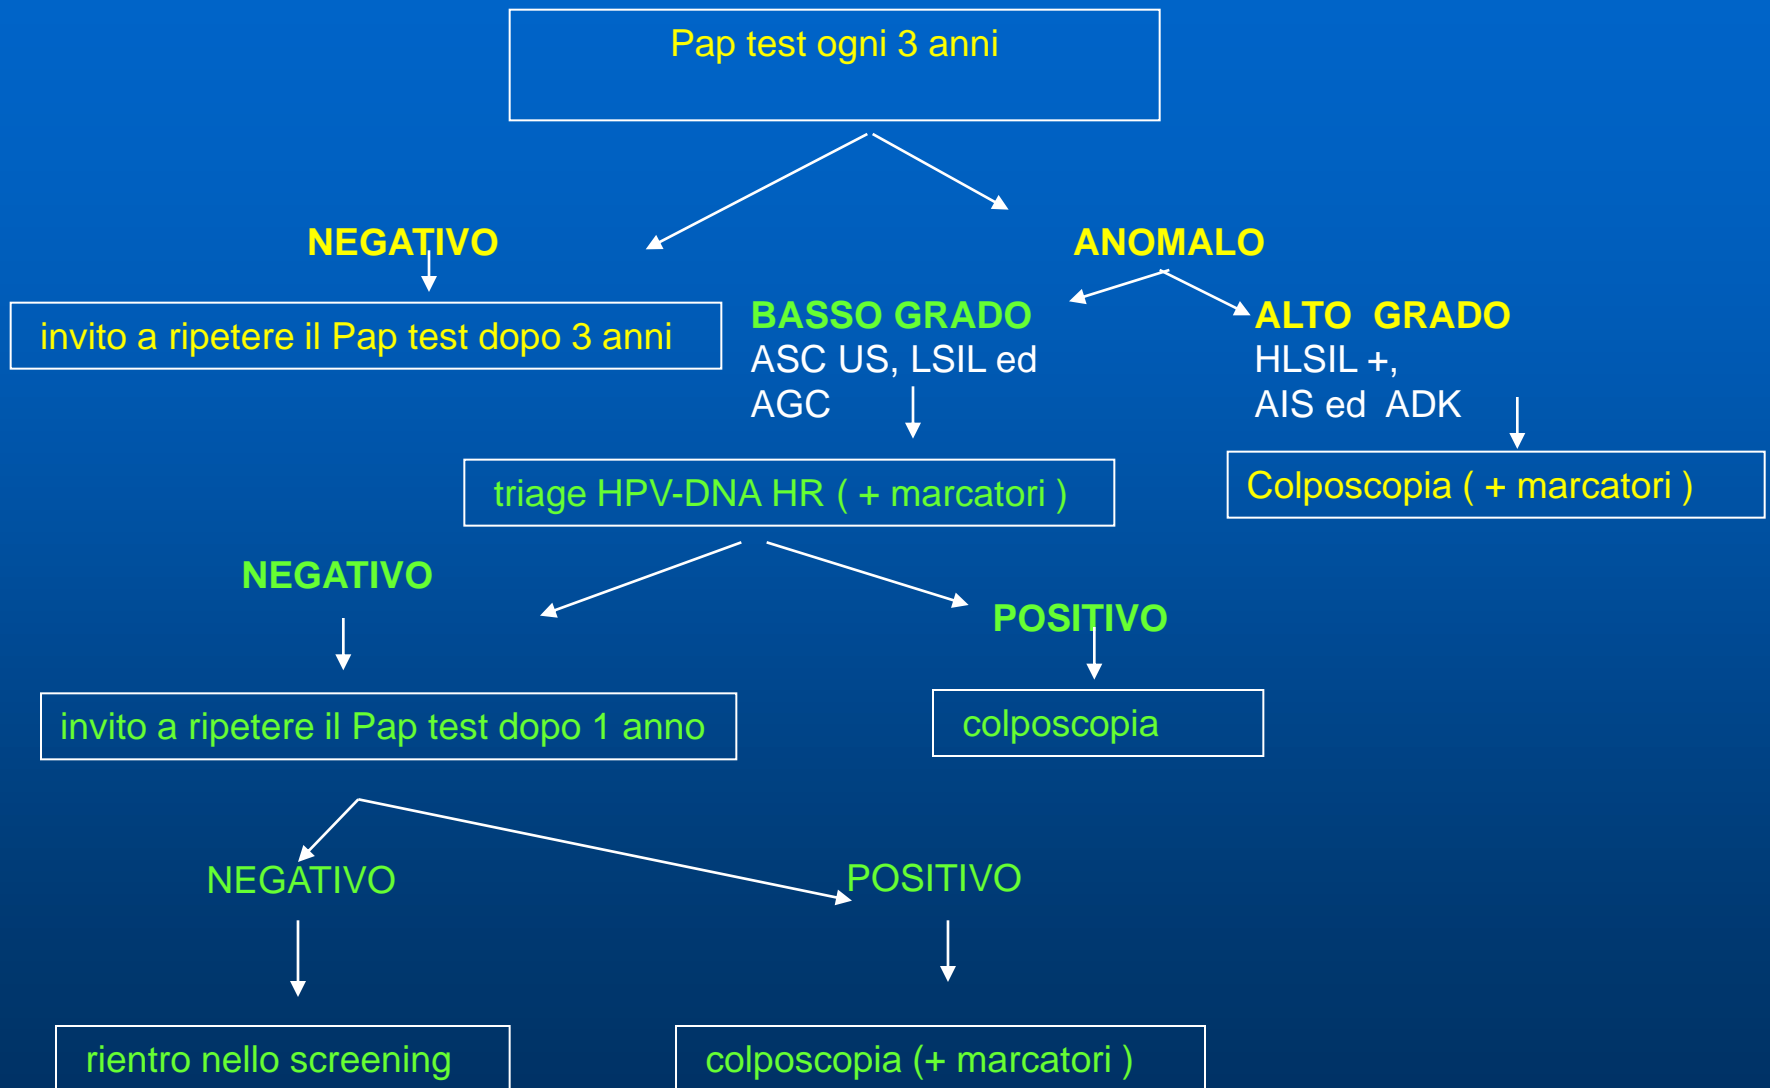 Pap test ogni 3 anni
NEGATIVO
ANOMALO
invito a ripetere il Pap test dopo 3 anni
BASSO GRADO
ASC US, LSIL ed
AGC
ALTO GRADO
HLSIL +,
AIS ed ADK
triage HPV-DNA HR ( + marcatori )
Colposcopia ( + marcatori )
NEGATIVO
POSITIVO
invito a ripetere il Pap test dopo 1 anno
colposcopia
NEGATIVO
POSITIVO
rientro nello screening
colposcopia (+ marcatori )